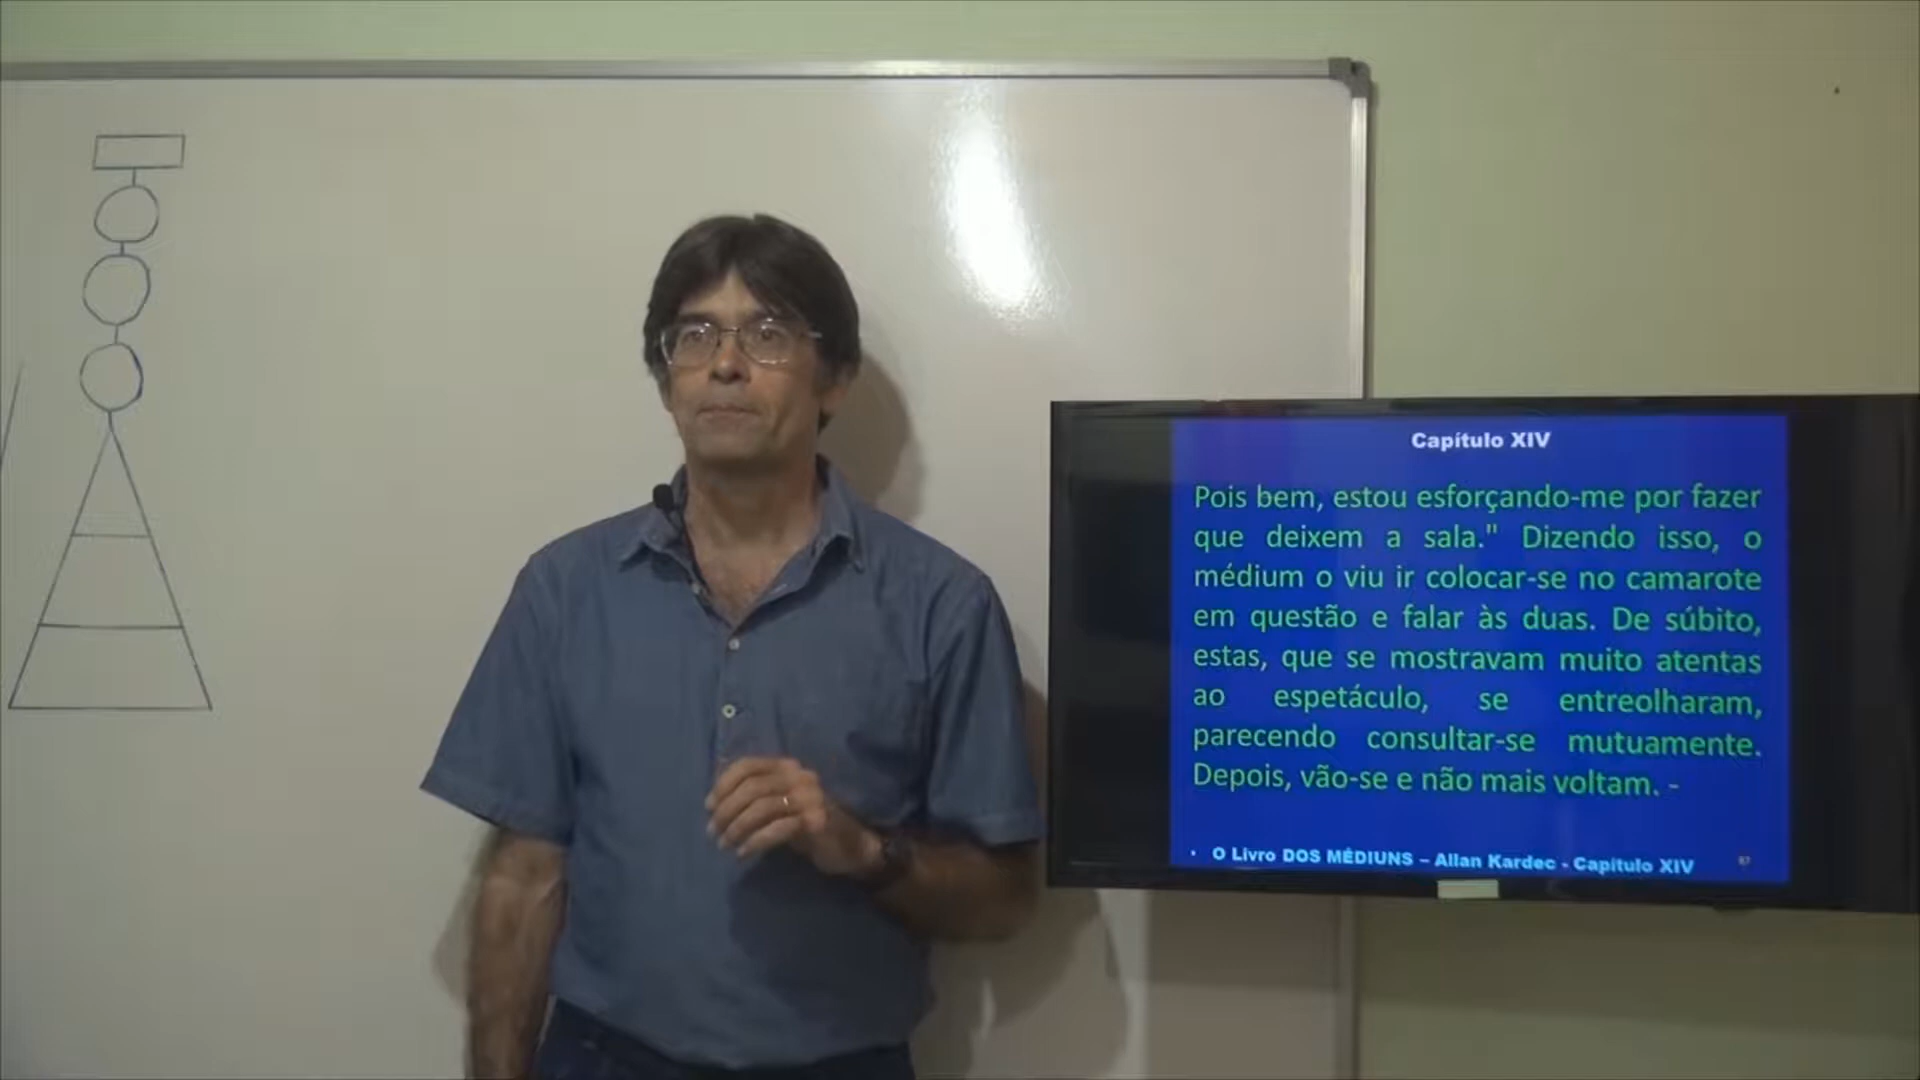 Capítulo XIV
Pois bem, estou esforçando-me por fazer
que deixem a sala." Dizendo isso, o
médium o viu ir colocar-se no camarote
em questão e falar às duas. De súbito,
estas, que se mostravam muito atentas
ao espetáculo, se entreolharam,
parecendo consultar-se mutuamente.
Depois, vão-se e não mais voltam. -
• O Livro DOS MÉDIUNS – Allan Kardec - Capítulo XIV